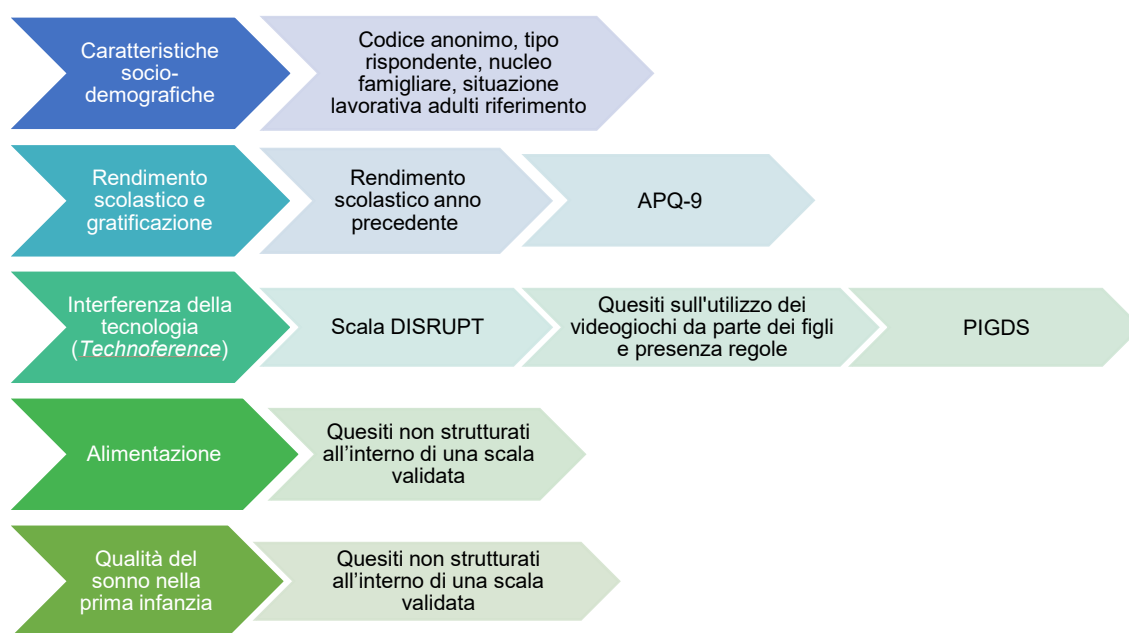 Caratteristiche
socio-
demografiche
Codice anonimo, tipo
rispondente, nucleo
famigliare, situazione
lavorativa adulti riferimento
Rendimento
scolastico e
gratificazione
Rendimento
scolastico anno
precedente
APQ-9
Interferenza della
tecnologia
(Technoference)
Scala DISRUPT
Quesiti sull'utilizzo dei
videogiochi da parte dei figli
e presenza regole
PIGDS
Alimentazione
Quesiti non strutturati
all’interno di una scala
validata
Qualità del
sonno nella
prima infanzia
Quesiti non strutturati
all’interno di una scala
validata